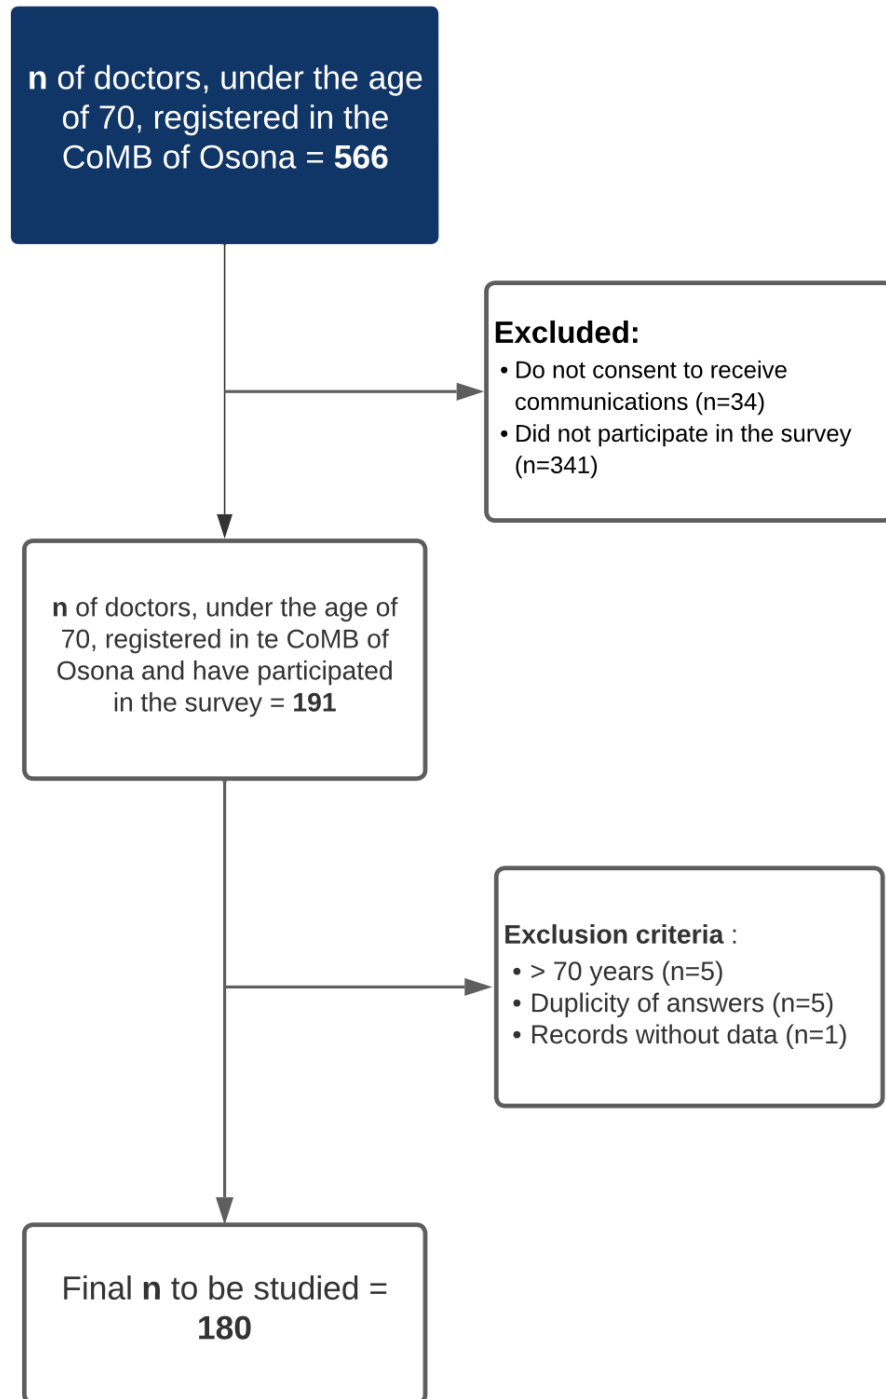 n of doctors, under the age
of 70, registered in the
CoMB of Osona = 566
Excluded:
• Do not consent to receive
communications (n=34)
• Did not participate in the survey
(n=341)
n of doctors, under the age of
70, registered in te CoMB of
Osona and have participated
in the survey = 191
Exclusion criteria :
• > 70 years (n=5)
• Duplicity of answers (n=5)
• Records without data (n=1)
Final n to be studied =
180